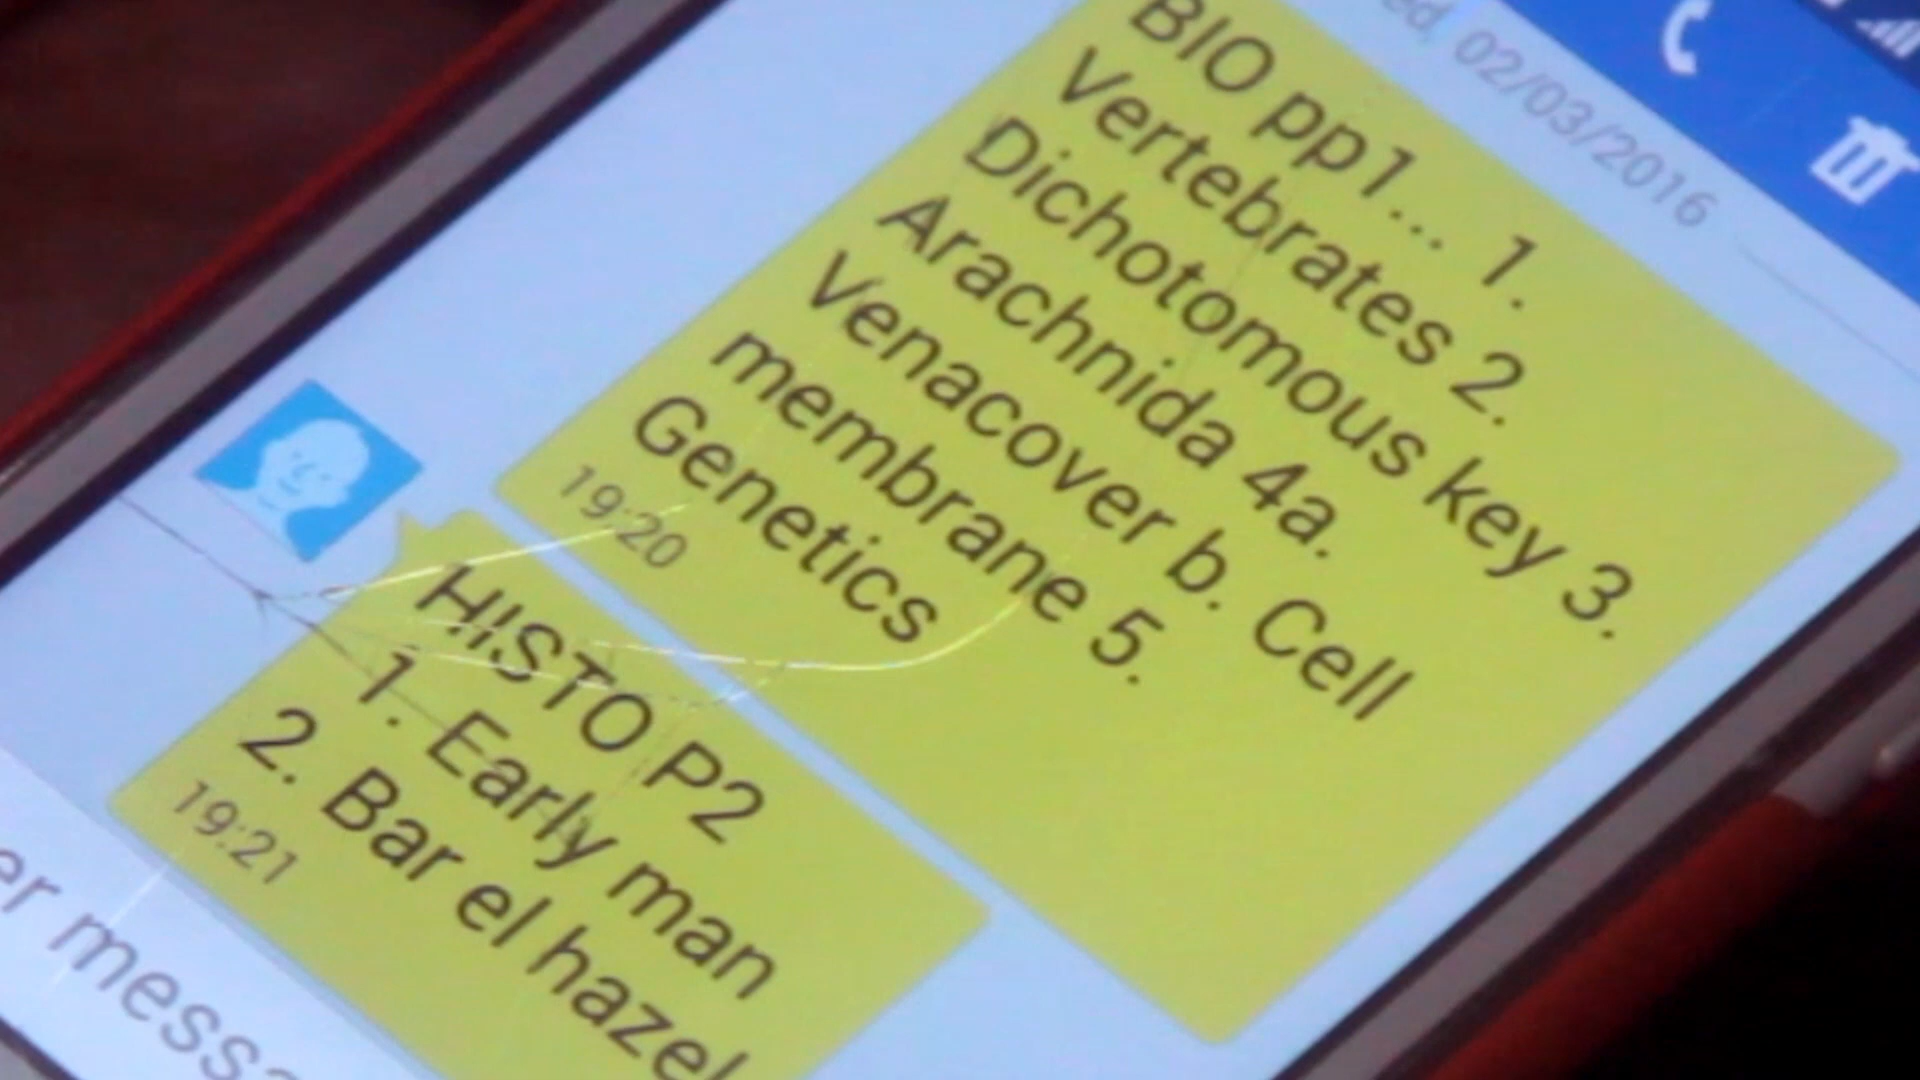 ed, 02/03/2016
BIO pp1... 1.
Vertebrates 2.
Dichotomous key 3.
Arachnida 4a.
Venacover b. Cell
membrane 5.
Genetics
19:20
HISTO P2
1. Early man
2. Bar el hazel
19:21
er messa